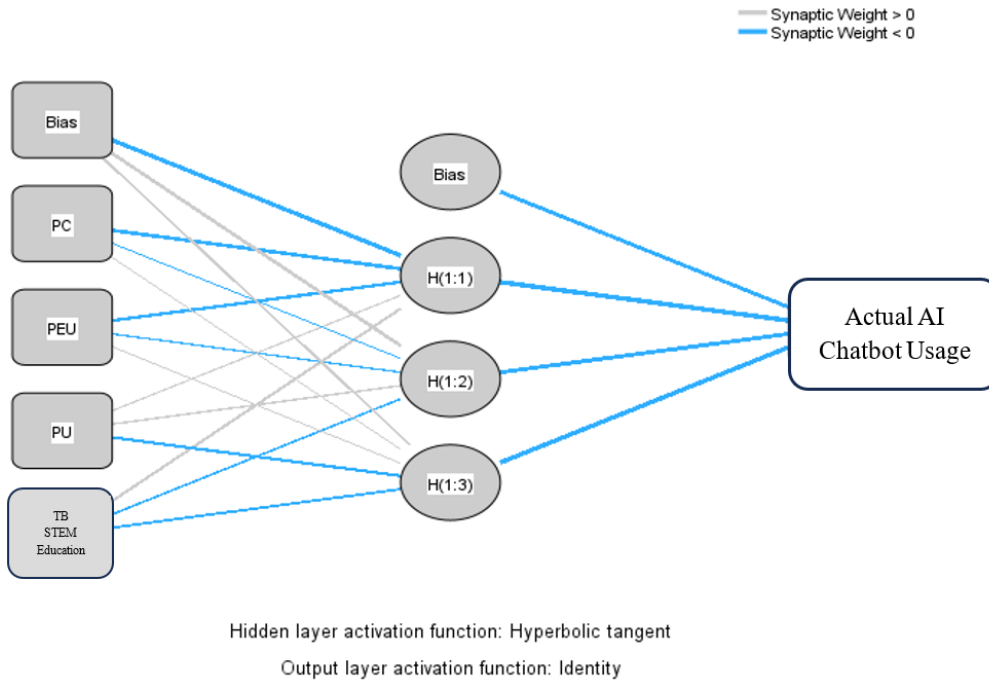 Synaptic Weight > 0
Synaptic Weight < 0
Bias
PC
PEU
PU
TB
STEM
Education
Bias
H(1:1)
H(1:2)
H(1:3)
Actual AI
Chatbot Usage
Hidden layer activation function: Hyperbolic tangent
Output layer activation function: Identity